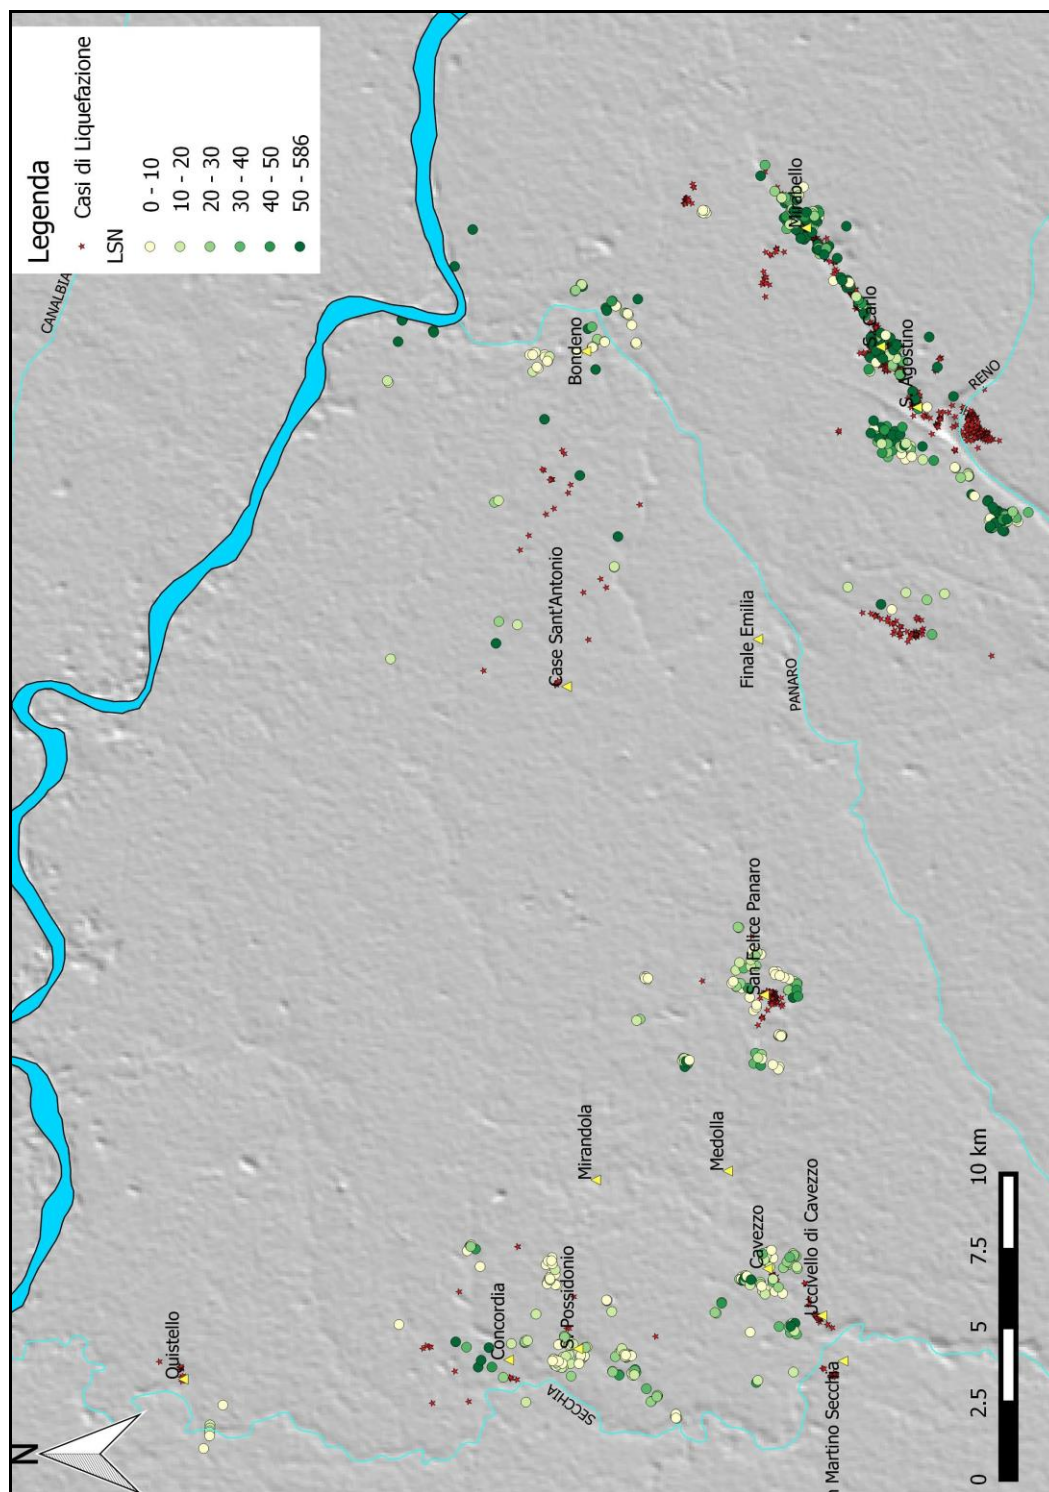 Legenda
Casi di Liquefazione
LSN
0 - 10
10 - 20
20 - 30
30 - 40
40 - 50
50 - 586
CANALBIA
Mirabello
S. Carlo
S. Agostino
RENO
Bondeno
Case Sant'Antonio
Finale Emilia
PANARO
San Felice Panaro
Mirandola
Medolla
Cavezzo
Uccivello di Cavezzo
Quistello
Concordia
S. Possidonio
SECCHIA
n Martino Secchia
N
0 2.5 5 7.5 10 km